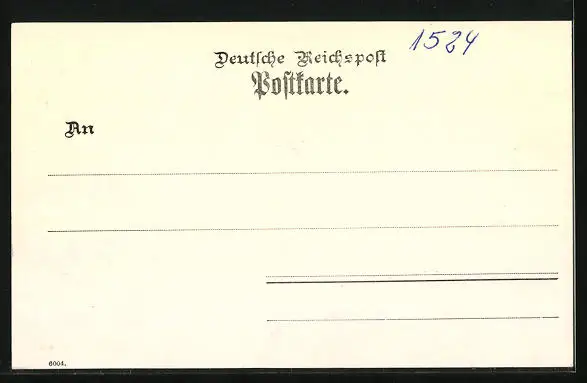 1524
Deutsche Reichspost
Postkarte.
An
6004.